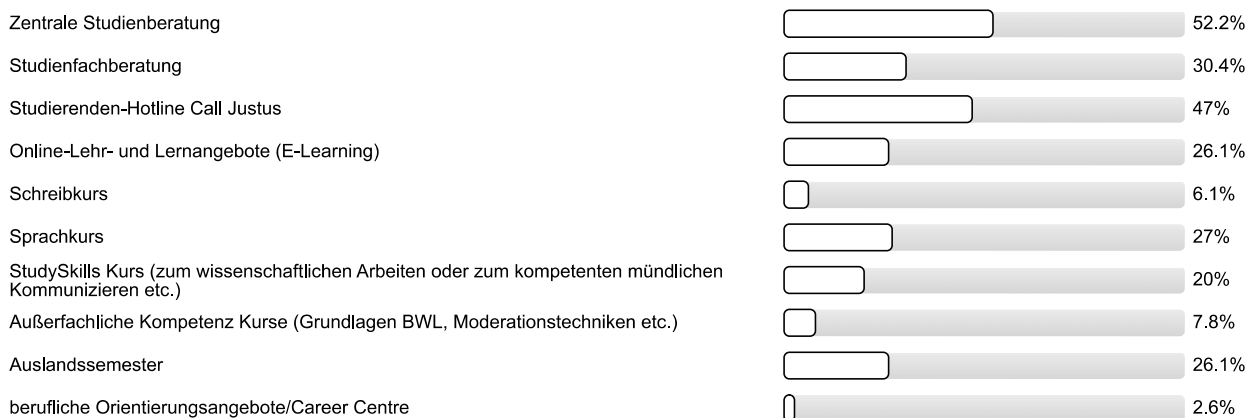 Zentrale Studienberatung 52.2%
Studienfachberatung 30.4%
Studierenden-Hotline Call Justus 47%
Online-Lehr- und Lernangebote (E-Learning) 26.1%
Schreibkurs 6.1%
Sprachkurs 27%
StudySkills Kurs (zum wissenschaftlichen Arbeiten oder zum kompetenten mündlichen
Kommunizieren etc.) 20%
Außerfachliche Kompetenz Kurse (Grundlagen BWL, Moderationstechniken etc.) 7.8%
Auslandssemester 26.1%
berufliche Orientierungsangebote/Career Centre 2.6%